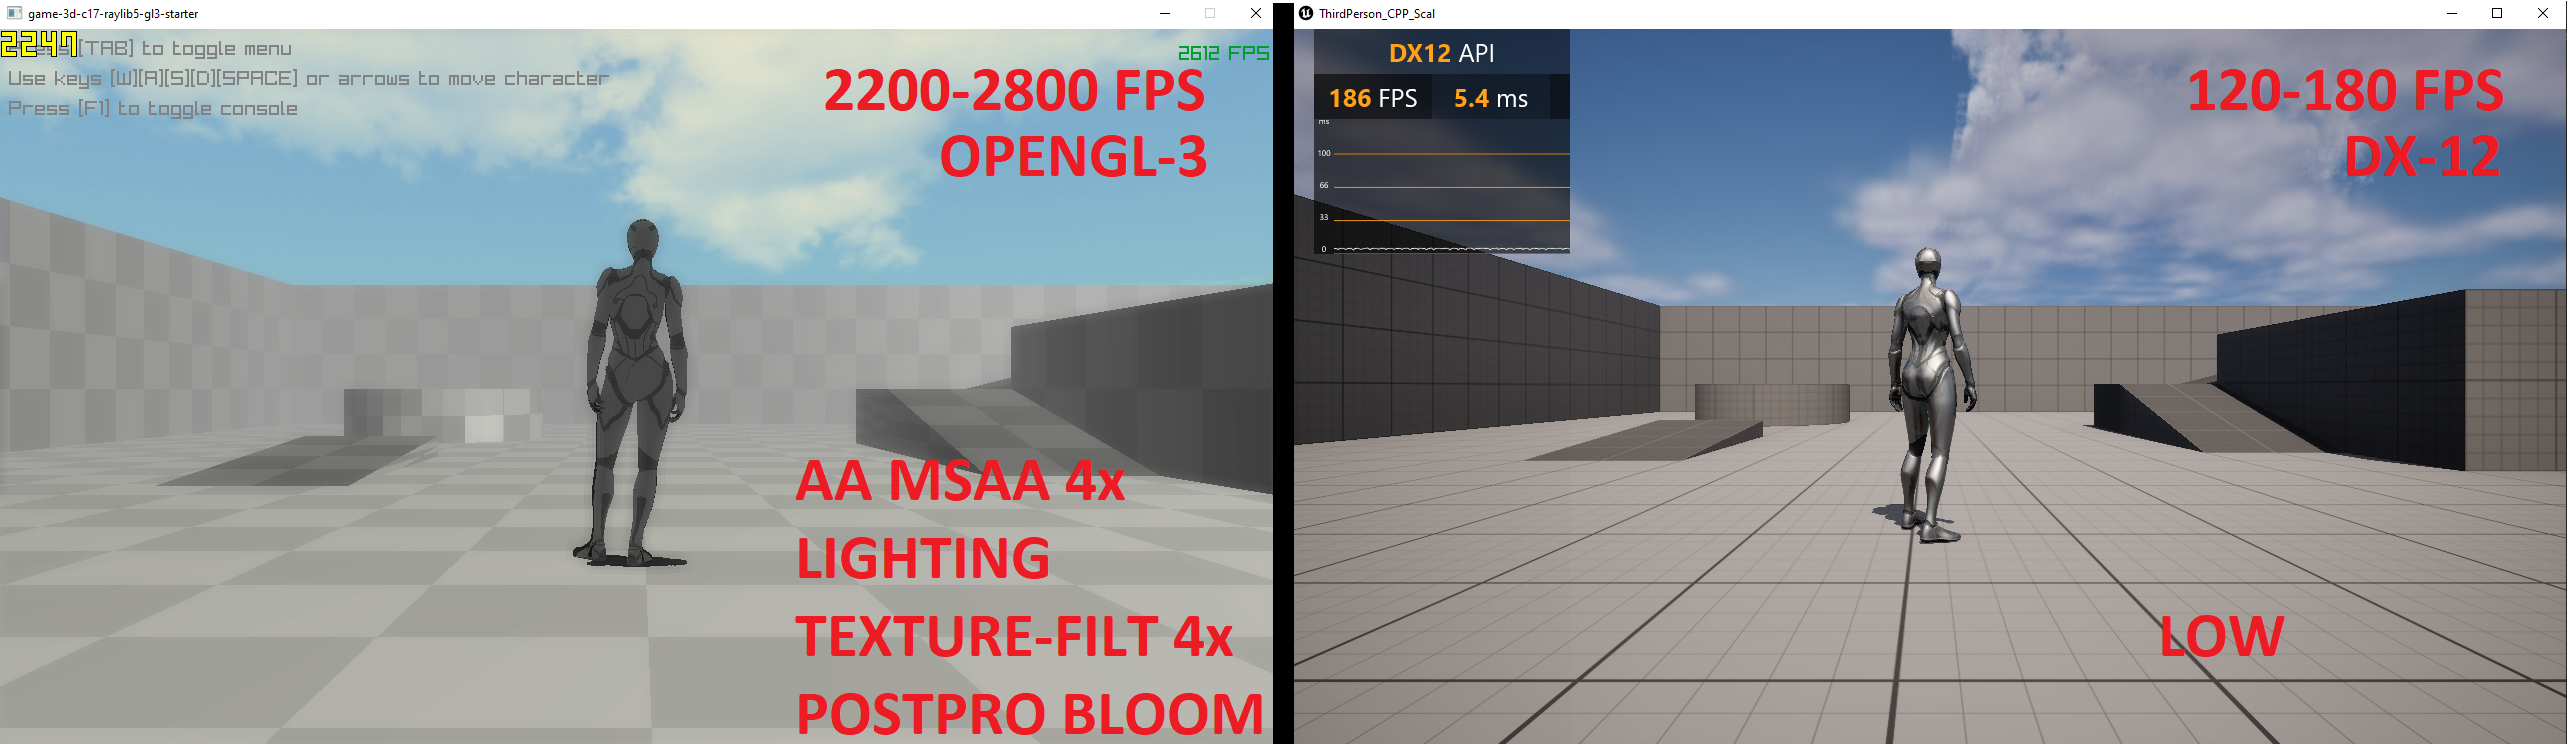 game-3d-c17-raylib5-gl3-starter
2247
[TAB] to toggle menu
2612 FPS
Use keys [W][A][S][D][SPACE] or arrows to move character
Press [F1] to toggle console
2200-2800 FPS
OPENGL-3
AA MSAA 4x
LIGHTING
TEXTURE-FILT 4x
POSTPRO BLOOM
ThirdPerson_CPP_Scal
DX12 API
186 FPS 5.4 ms
ms
100
66
33
0
120-180 FPS
DX-12
LOW